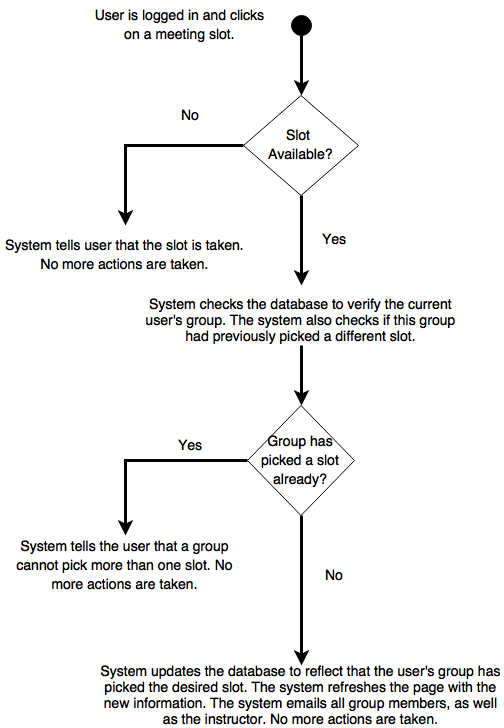 User is logged in and clicks
on a meeting slot.
No
Slot
Available?
Yes
System tells user that the slot is taken.
No more actions are taken.
System checks the database to verify the current
user's group. The system also checks if this group
had previously picked a different slot.
Yes
Group has
picked a slot
already?
System tells the user that a group
cannot pick more than one slot. No
more actions are taken.
No
System updates the database to reflect that the user's group has
picked the desired slot. The system refreshes the page with the
new information. The system emails all group members, as well
as the instructor. No more actions are taken.